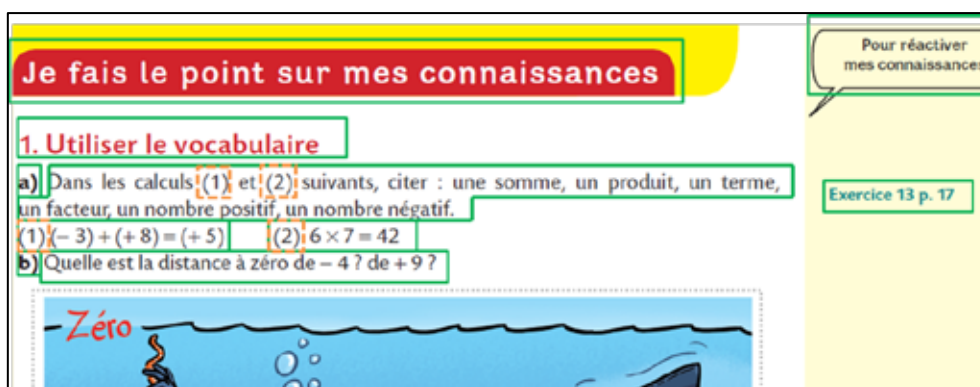 Je fais le point sur mes connaissances
Pour réactiver
mes connaissances
1. Utiliser le vocabulaire
a) Dans les calculs (1) et (2) suivants, citer : une somme, un produit, un terme,
un facteur, un nombre positif, un nombre négatif.
Exercice 13 p. 17
(1) (– 3) + (+ 8) = (+ 5) (2) 6 × 7 = 42
b) Quelle est la distance à zéro de – 4 ? de + 9 ?
Zéro